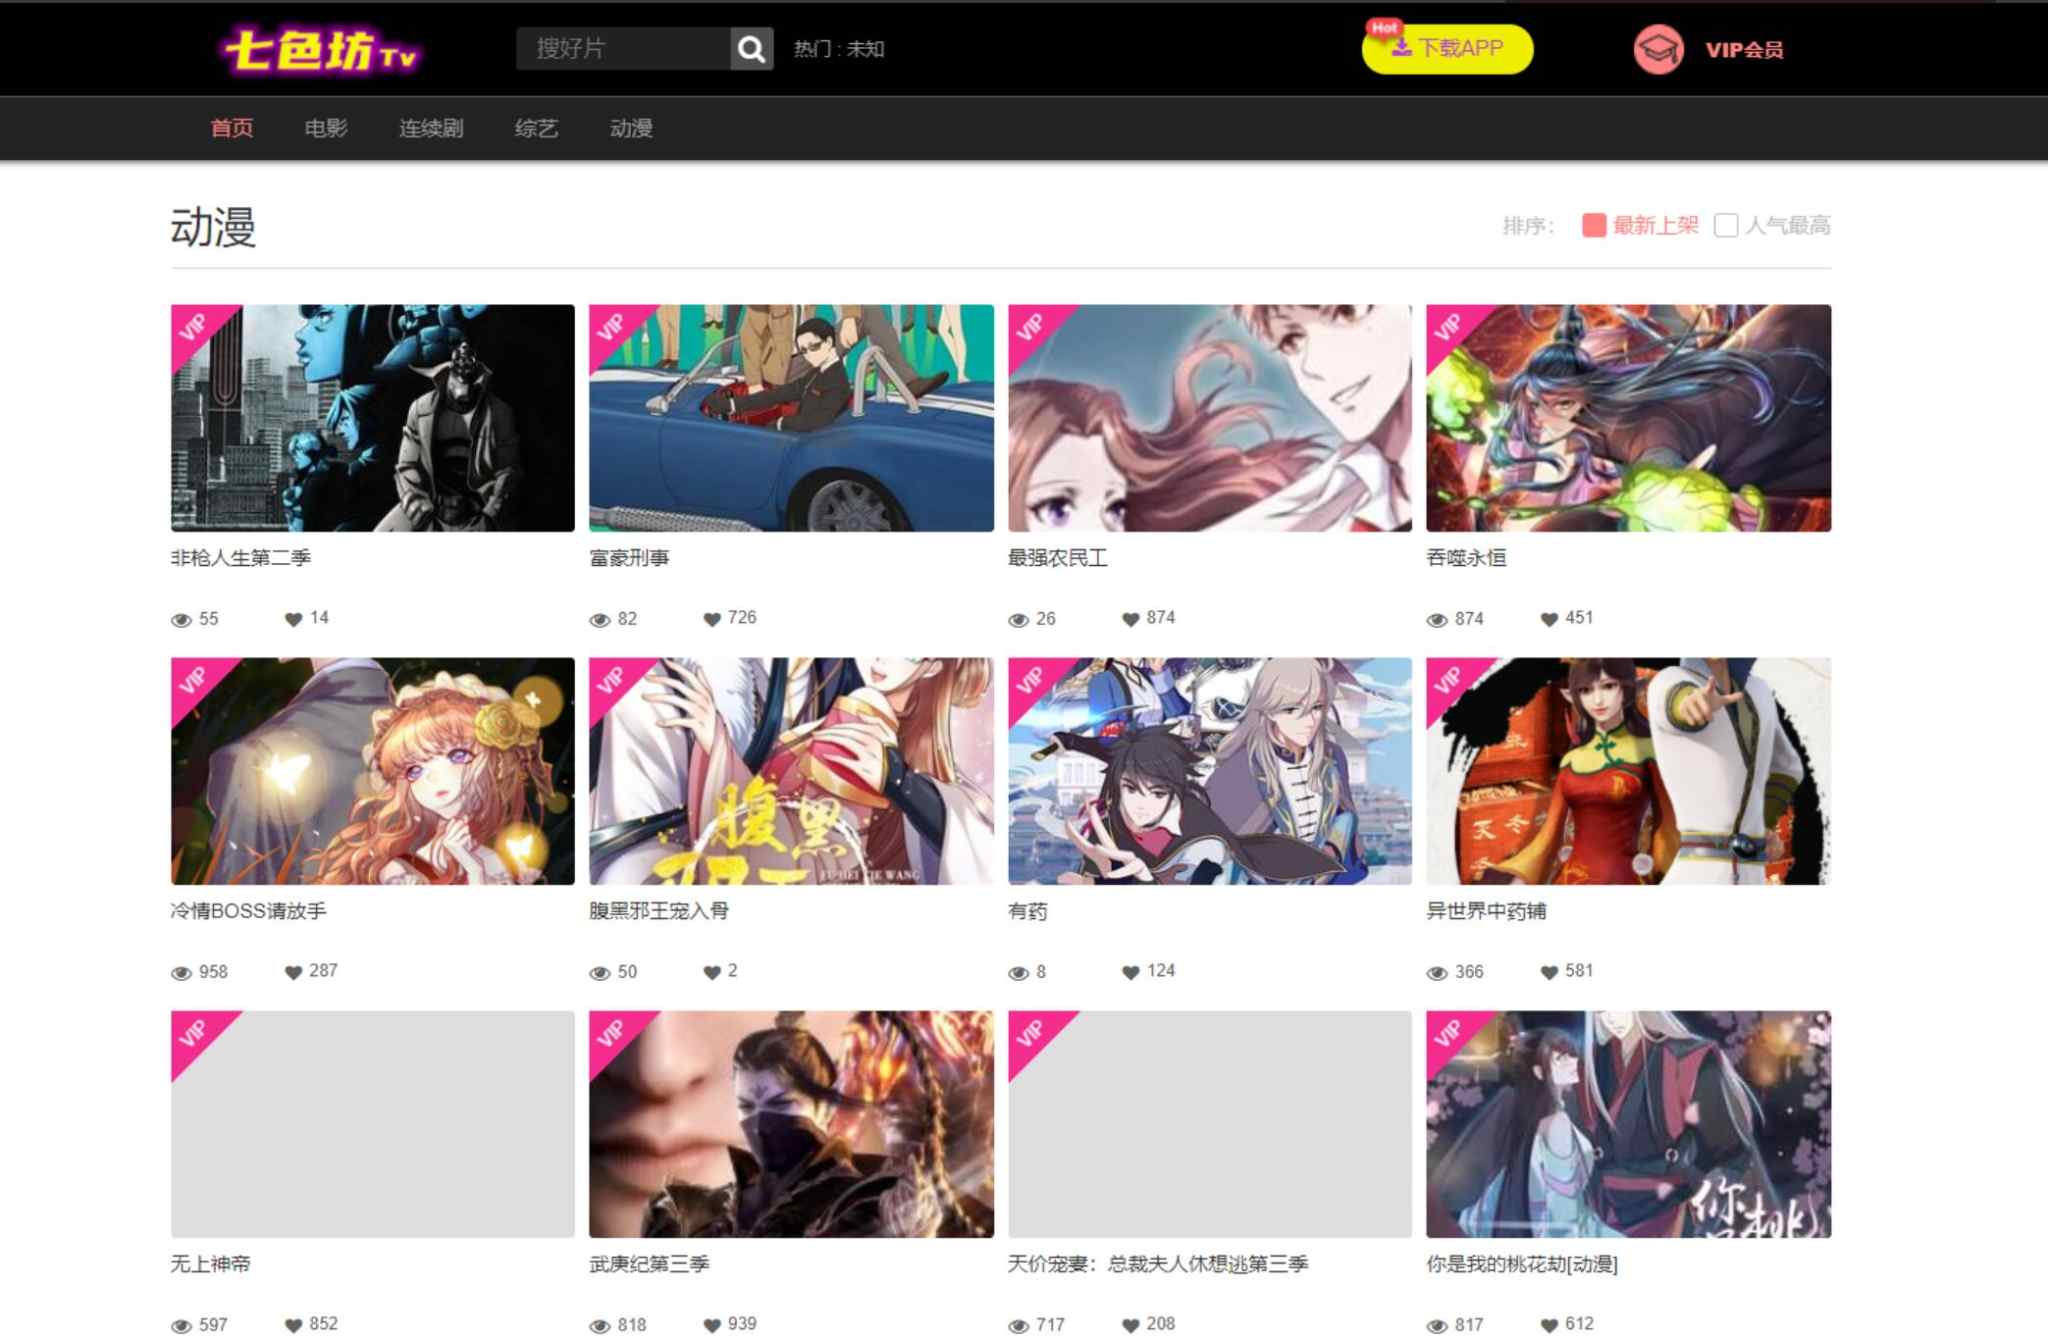 七色坊Tv
搜好片
热门 : 未知
Hot
下载APP
VIP会员
首页 电影 连续剧 综艺 动漫
动漫
排序： 最新上架 人气最高
VIP VIP VIP VIP
非枪人生第二季 富豪刑事 最强农民工 吞噬永恒
55 14 82 726 26 874 874 451
VIP VIP VIP VIP
腹黑
FU HEI XIE WANG
天冬
冷情BOSS请放手 腹黑邪王宠入骨 有药 异世界中药铺
958 287 50 2 8 124 366 581
VIP VIP VIP VIP
你
桃
无上神帝 武庚纪第三季 天价宠妻：总裁夫人休想逃第三季 你是我的桃花劫[动漫]
597 852 818 939 717 208 817 612